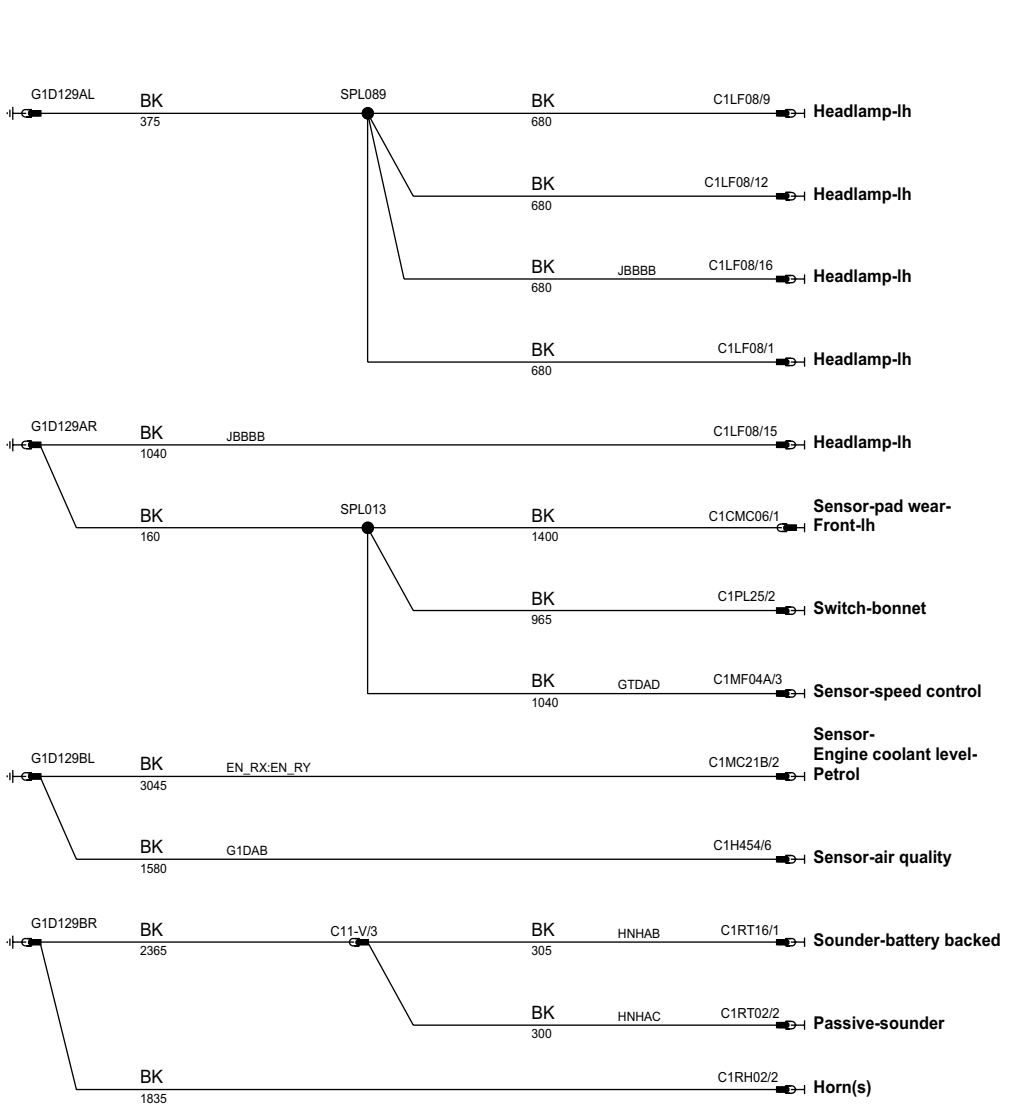 G1D129AL
BK
375
SPL089
BK
680
C1LF08/9
Headlamp-lh
BK
680
C1LF08/12
Headlamp-lh
BK
680
JBBBB
C1LF08/16
Headlamp-lh
BK
680
C1LF08/1
Headlamp-lh
G1D129AR
BK
1040
JBBBB
C1LF08/15
Headlamp-lh
BK
160
SPL013
BK
1400
C1CMC06/1
Sensor-pad wear-
Front-lh
BK
965
C1PL25/2
Switch-bonnet
BK
1040
GTDAD
C1MF04A/3
Sensor-speed control
G1D129BL
BK
3045
EN_RX:EN_RY
C1MC21B/2
Sensor-
Engine coolant level-
Petrol
BK
1580
G1DAB
C1H454/6
Sensor-air quality
G1D129BR
BK
2365
C11-V/3
BK
305
HNHAB
C1RT16/1
Sounder-battery backed
BK
300
HNHAC
C1RT02/2
Passive-sounder
BK
1835
C1RH02/2
Horn(s)